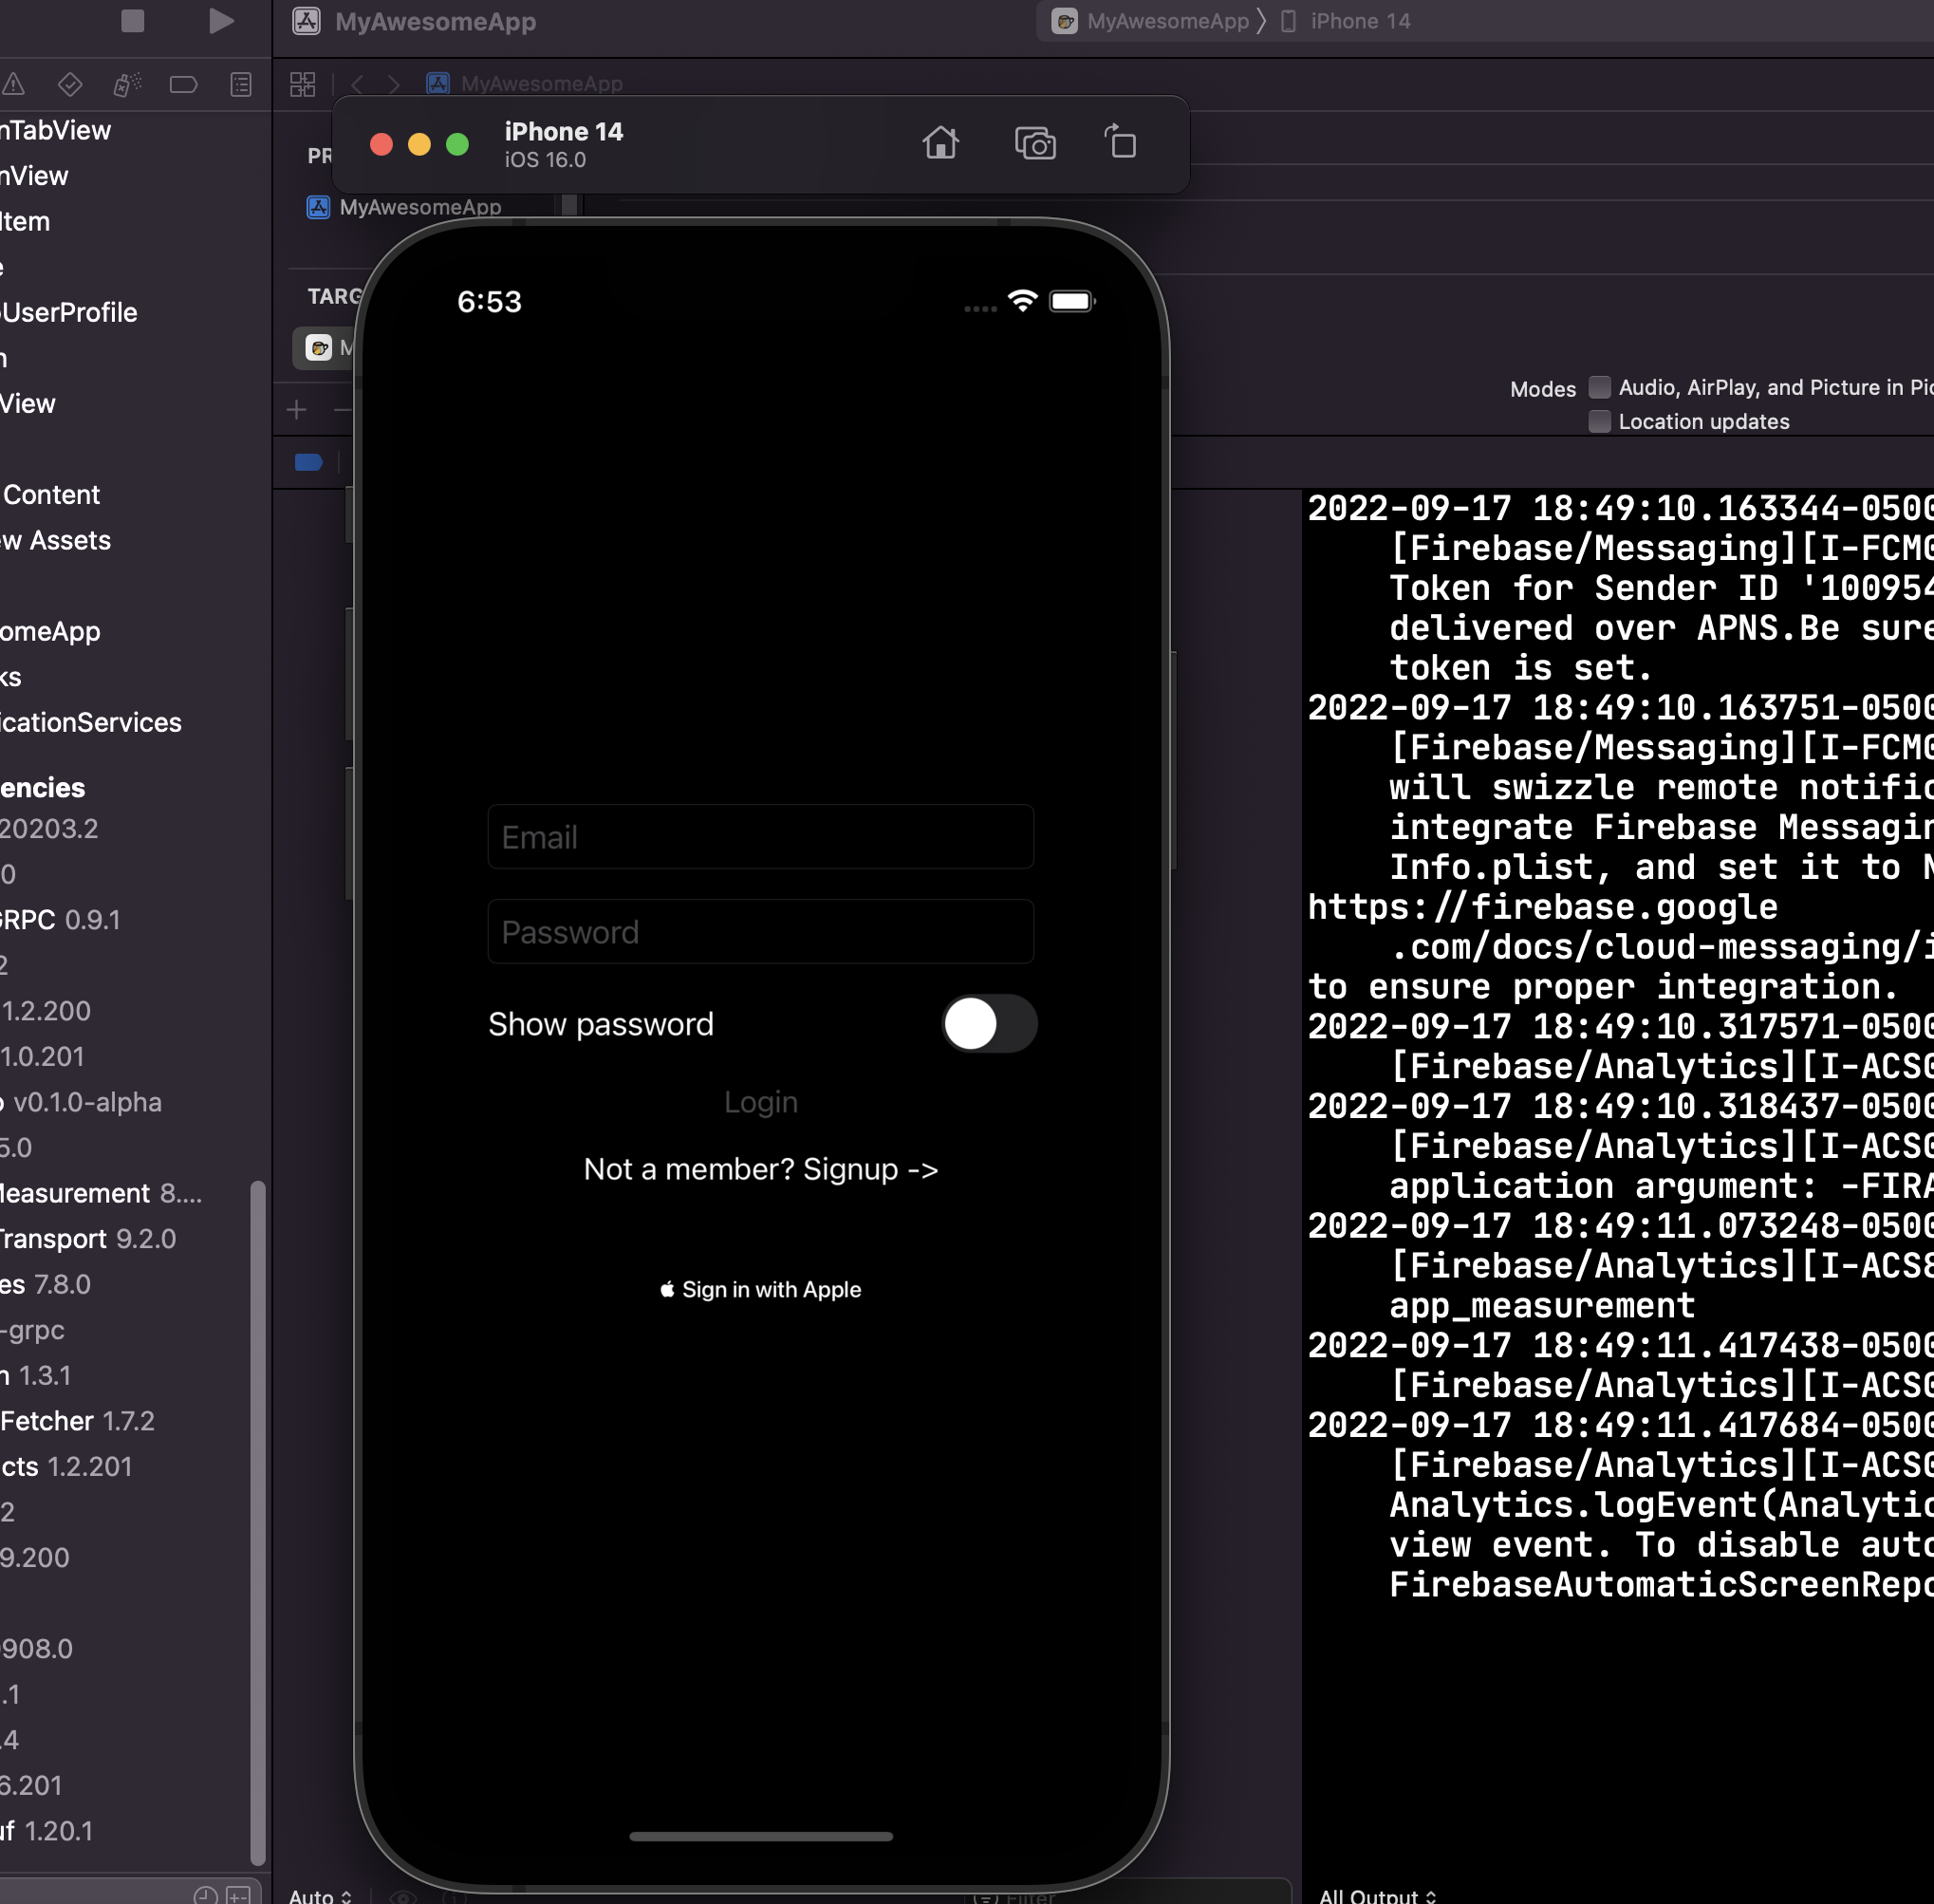 MyAwesomeApp
MyAwesomeApp
iPhone 14
MyAwesomeApp
iPhone 14
iOS 16.0
MyAwesomeApp
nTabView
nView
Item
UserProfile
View
Content
ew Assets
omeApp
ks
icationServices
encies
20203.2
GRPC 0.9.1
1.2.200
1.0.201
v0.1.0-alpha
5.0
Measurement 8....
Transport 9.2.0
es 7.8.0
-grpc
n 1.3.1
Fetcher 1.7.2
cts 1.2.201
2
9.200
908.0
.1
.4
6.201
uf 1.20.1
PR
TARG
M
6:53
Email
Password
Show password
Login
Not a member? Signup ->
Sign in with Apple
Modes
Audio, AirPlay, and Picture in Pic
Location updates
2022-09-17 18:49:10.163344-0500
[Firebase/Messaging][I-FCM0
Token for Sender ID '100954
delivered over APNS.Be sure
token is set.
2022-09-17 18:49:10.163751-0500
[Firebase/Messaging][I-FCM0
will swizzle remote notific
integrate Firebase Messagin
Info.plist, and set it to N
https://firebase.google
.com/docs/cloud-messaging/i
to ensure proper integration.
2022-09-17 18:49:10.317571-0500
[Firebase/Analytics][I-ACS0
2022-09-17 18:49:10.318437-0500
[Firebase/Analytics][I-ACS0
application argument: -FIRA
2022-09-17 18:49:11.073248-0500
[Firebase/Analytics][I-ACS8
app_measurement
2022-09-17 18:49:11.417438-0500
[Firebase/Analytics][I-ACS0
2022-09-17 18:49:11.417684-0500
[Firebase/Analytics][I-ACS0
Analytics.logEvent(Analytic
view event. To disable auto
FirebaseAutomaticScreenRepo
Auto
Filter
All Output